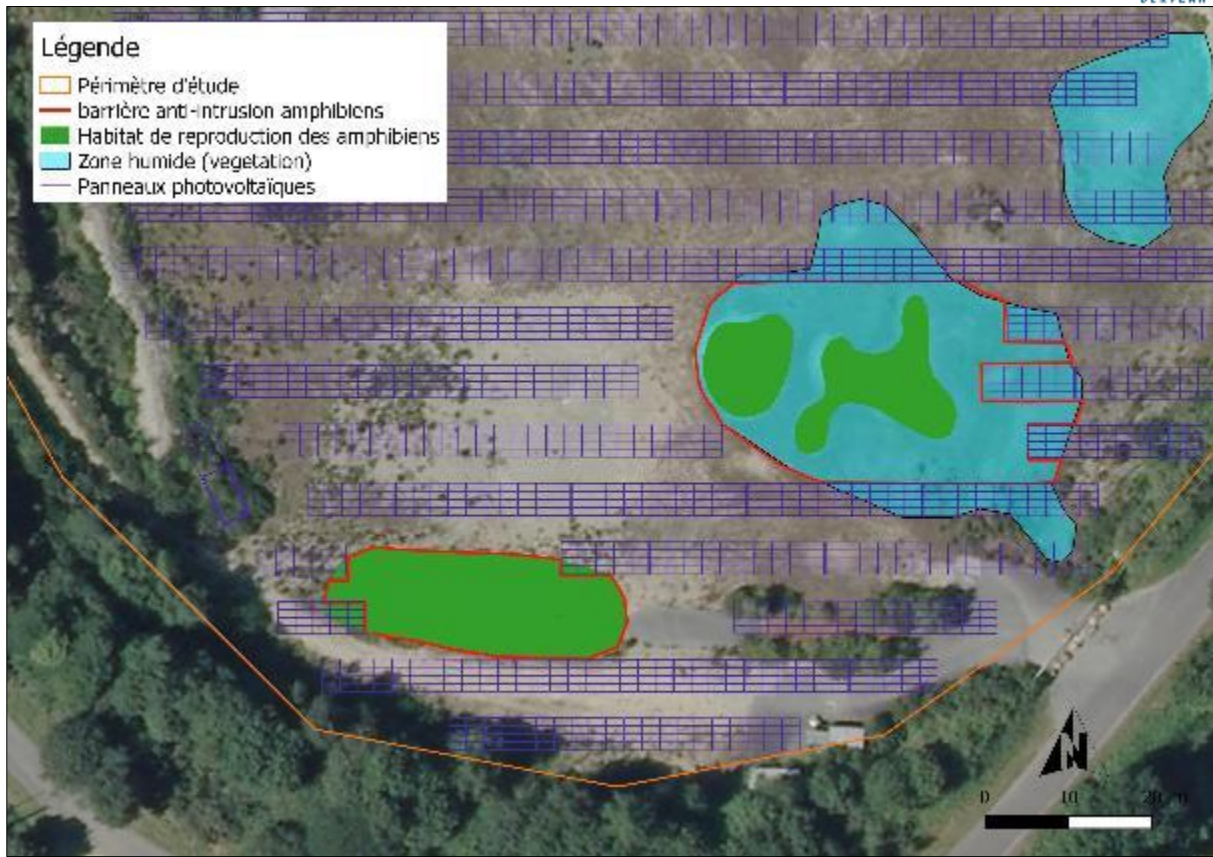 Légende
Périmètre d'étude
barrière anti-intrusion amphibiens
Habitat de reproduction des amphibiens
Zone humide (vegetation)
Panneaux photovoltaïques
N
0 10 20 m